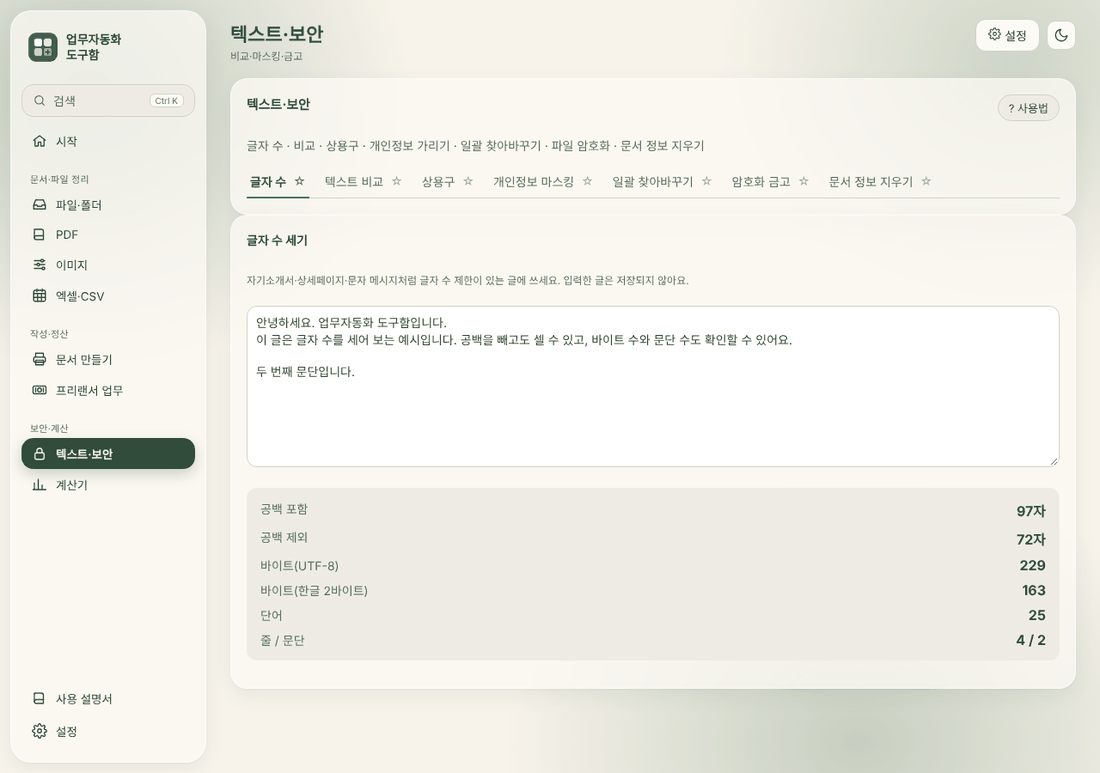 업무자동화
도구함
검색
Ctrl K
시작
문서·파일 정리
파일·폴더
PDF
이미지
엑셀·CSV
작성·정산
문서 만들기
프리랜서 업무
보안·계산
텍스트·보안
계산기
사용 설명서
설정
텍스트·보안
비교·마스킹·금고
설정
텍스트·보안
? 사용법
글자 수 · 비교 · 상용구 · 개인정보 가리기 · 일괄 찾아바꾸기 · 파일 암호화 · 문서 정보 지우기
글자 수 ☆ 텍스트 비교 ☆ 상용구 ☆ 개인정보 마스킹 ☆ 일괄 찾아바꾸기 ☆ 암호화 금고 ☆ 문서 정보 지우기 ☆
글자 수 세기
자기소개서·상세페이지·문자 메시지처럼 글자 수 제한이 있는 글에 쓰세요. 입력한 글은 저장되지 않아요.
안녕하세요. 업무자동화 도구함입니다.
이 글은 글자 수를 세어 보는 예시입니다. 공백을 빼고도 셀 수 있고, 바이트 수와 문단 수도 확인할 수 있어요.
두 번째 문단입니다.
공백 포함 97자
공백 제외 72자
바이트(UTF-8) 229
바이트(한글 2바이트) 163
단어 25
줄 / 문단 4 / 2